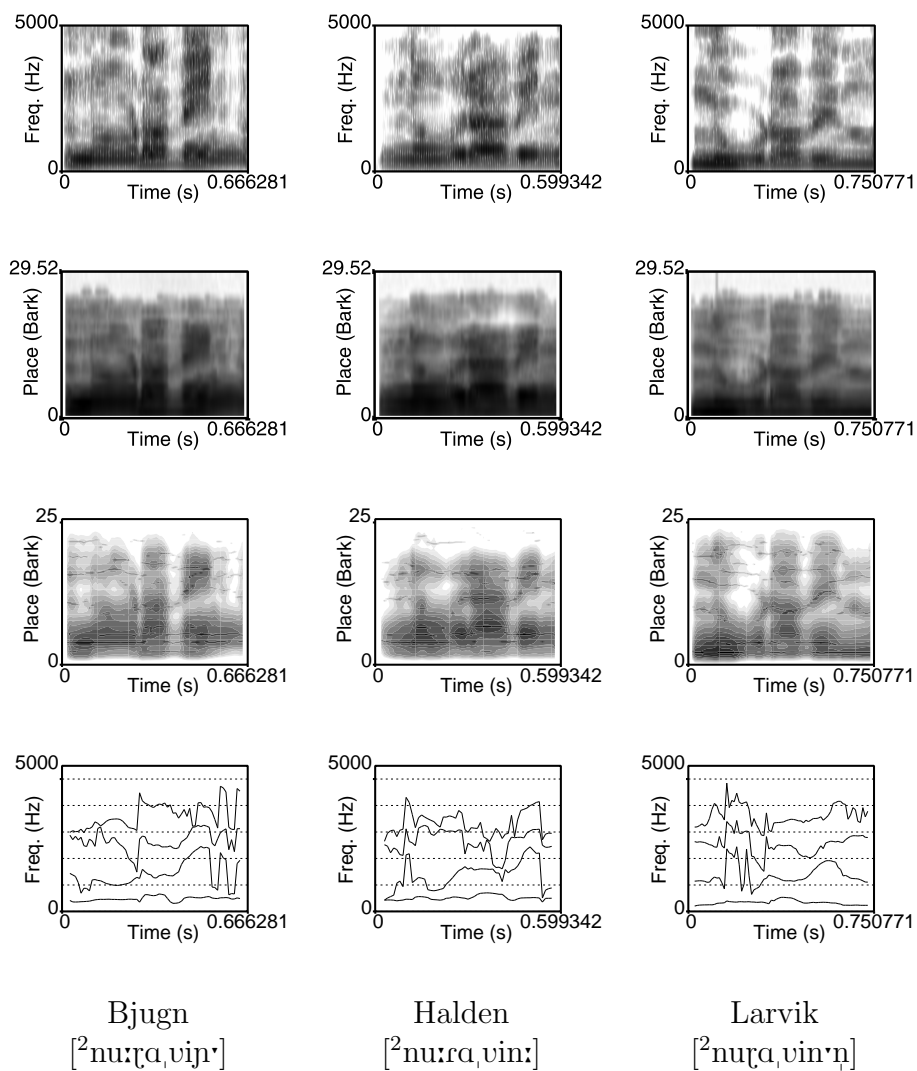 5000 5000 5000
Freq. (Hz) Freq. (Hz) Freq. (Hz)
0 0 0
0 0.666281 0 0.599342 0 0.750771
Time (s) Time (s) Time (s)
29.52 29.52 29.52
Place (Bark) Place (Bark) Place (Bark)
0 0 0
0 0.666281 0 0.599342 0 0.750771
Time (s) Time (s) Time (s)
25 25 25
Place (Bark) Place (Bark) Place (Bark)
0 0 0
0 0.666281 0 0.599342 0 0.750771
Time (s) Time (s) Time (s)
5000 5000 5000
Freq. (Hz) Freq. (Hz) Freq. (Hz)
0 0 0
0 0.666281 0 0.599342 0 0.750771
Time (s) Time (s) Time (s)
Bjugn Halden Larvik
[²nuːɽɑˌʋiɲˑ] [²nuːɾɑˌʋinː] [²nuɽɑˌʋinˑn̩]